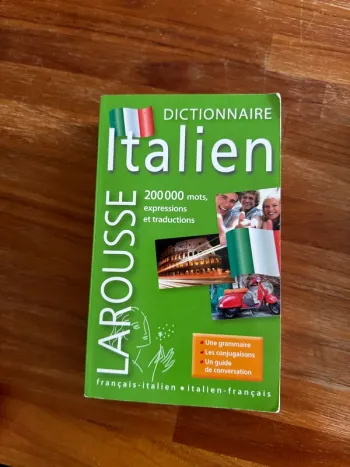 DICTIONNAIRE
Italien
200 000 mots,
expressions
et traductions
LAROUSSE
Une grammaire
Les conjugaisons
Un guide
de conversation
français-italien • italien-français